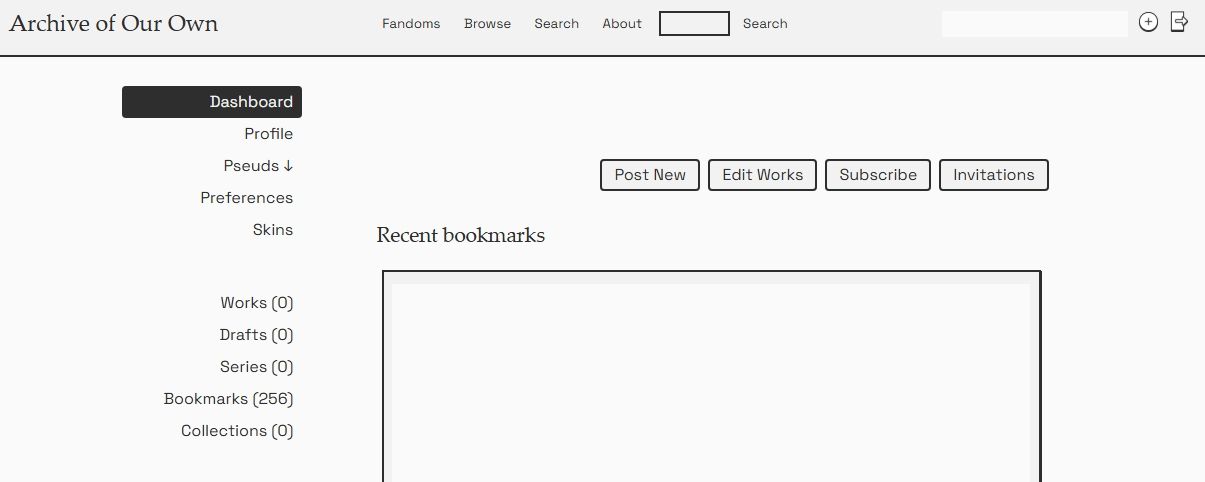 Archive of Our Own
Fandoms Browse Search About Search
Dashboard
Profile
Pseuds ↓
Preferences
Skins
Works (0)
Drafts (0)
Series (0)
Bookmarks (256)
Collections (0)
Post New Edit Works Subscribe Invitations
Recent bookmarks